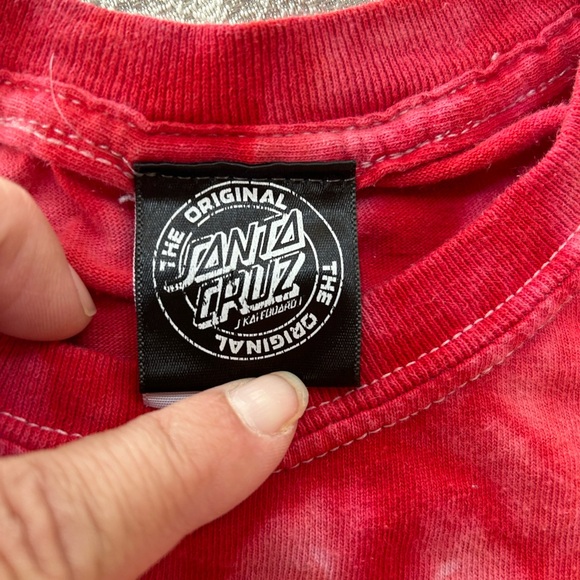 THE ORIGINAL
SANTA
CRUZ
THE ORIGINAL